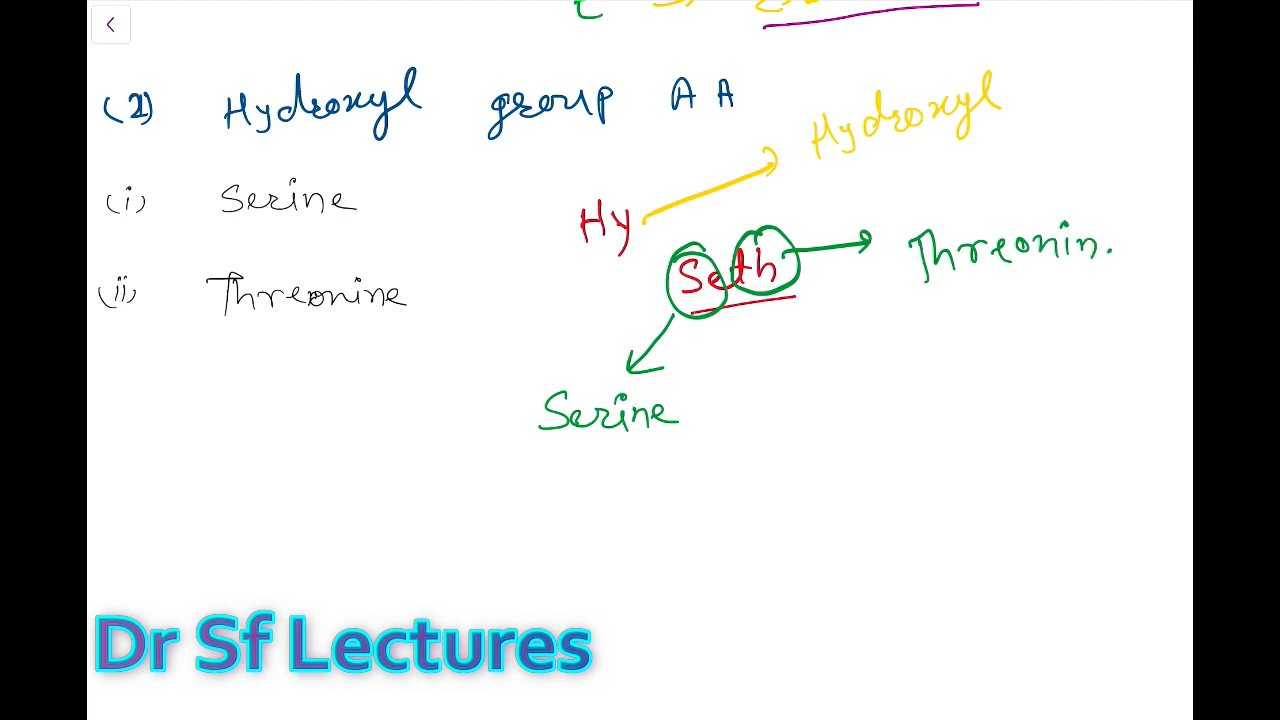 (2) Hydroxyl group A A
Hydroxyl
(i) Serine
Hy
Seth
Threonin.
(ii) Threonine
Serine
Dr Sf Lectures